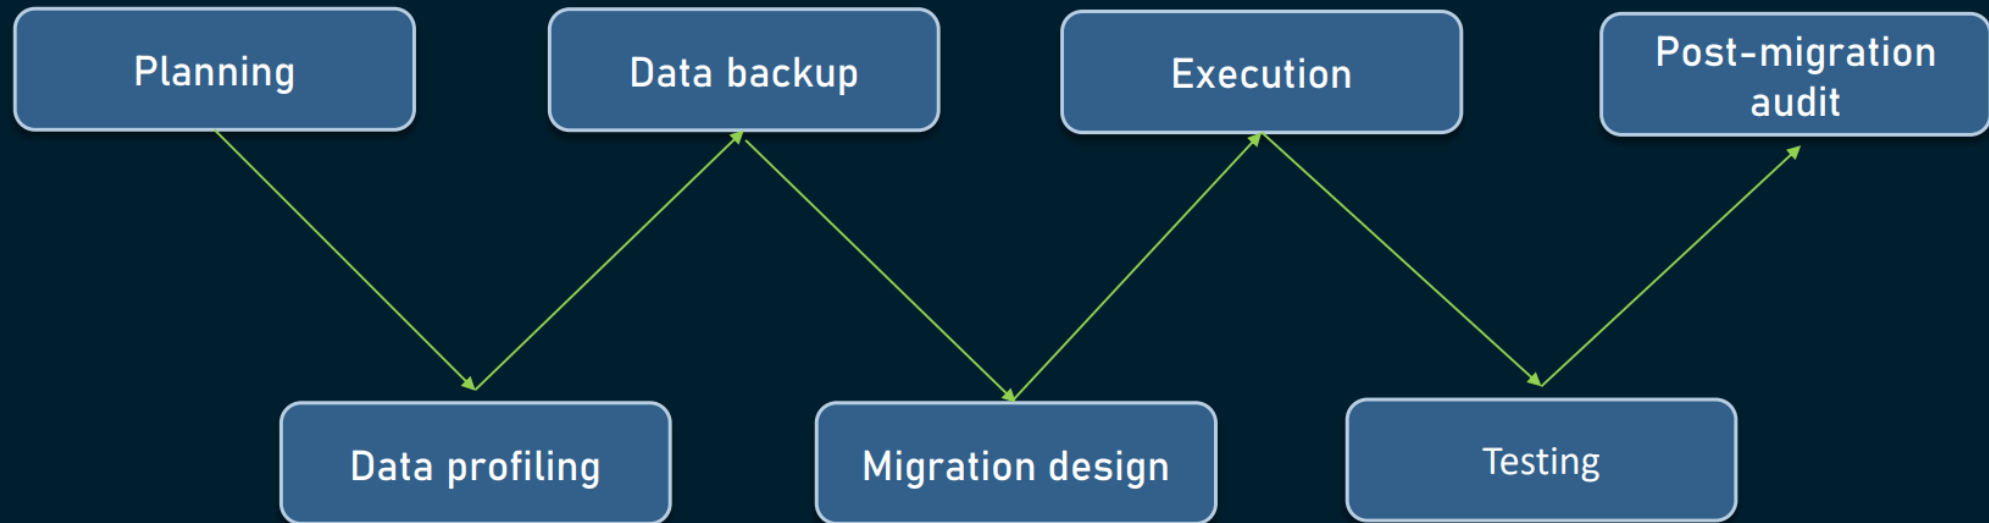 Planning
Data backup
Execution
Post-migration
audit
Data profiling
Migration design
Testing